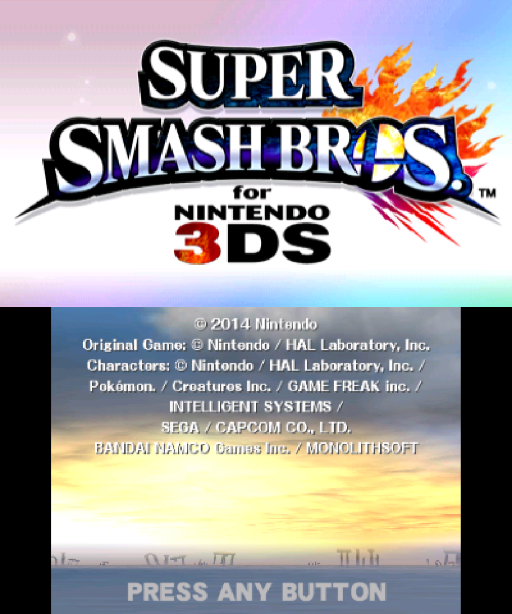 SUPER
SMASH BROS.™
for
NINTENDO
3DS
© 2014 Nintendo
Original Game: © Nintendo / HAL Laboratory, Inc.
Characters: © Nintendo / HAL Laboratory, Inc. /
Pokémon. / Creatures Inc. / GAME FREAK inc. /
INTELLIGENT SYSTEMS /
SEGA / CAPCOM CO., LTD.
BANDAI NAMCO Games Inc. / MONOLITHSOFT
PRESS ANY BUTTON